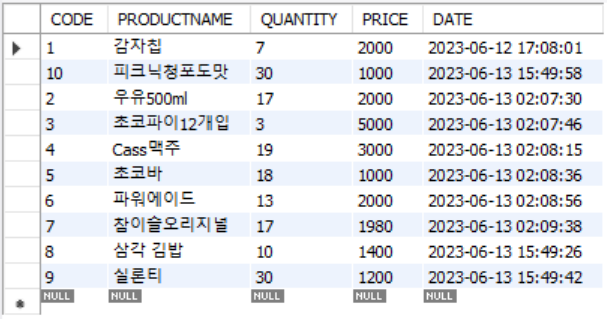 CODE PRODUCTNAME QUANTITY PRICE DATE
1 감자칩 7 2000 2023-06-12 17:08:01
10 피크닉청포도맛 30 1000 2023-06-13 15:49:58
2 우유500ml 17 2000 2023-06-13 02:07:30
3 초코파이12개입 3 5000 2023-06-13 02:07:46
4 Cass맥주 19 3000 2023-06-13 02:08:15
5 초코바 18 1000 2023-06-13 02:08:36
6 파워에이드 13 2000 2023-06-13 02:08:56
7 참이슬오리지널 17 1980 2023-06-13 02:09:38
8 삼각 김밥 10 1400 2023-06-13 15:49:26
9 실론티 30 1200 2023-06-13 15:49:42
NULL NULL NULL NULL NULL